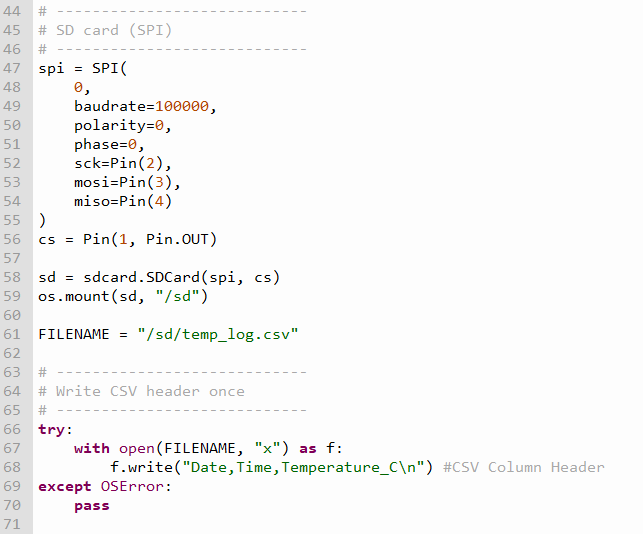 44 # ----------------------------
45 # SD card (SPI)
46 # ----------------------------
47 spi = SPI(
48     0,
49     baudrate=100000,
50     polarity=0,
51     phase=0,
52     sck=Pin(2),
53     mosi=Pin(3),
54     miso=Pin(4)
55 )
56 cs = Pin(1, Pin.OUT)
57
58 sd = sdcard.SDCard(spi, cs)
59 os.mount(sd, "/sd")
60
61 FILENAME = "/sd/temp_log.csv"
62
63 # ----------------------------
64 # Write CSV header once
65 # ----------------------------
66 try:
67     with open(FILENAME, "x") as f:
68         f.write("Date,Time,Temperature_C\n") #CSV Column Header
69 except OSError:
70     pass
71